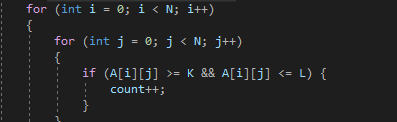 for (int i = 0; i < N; i++)
{
for (int j = 0; j < N; j++)
{
if (A[i][j] >= K && A[i][j] <= L) {
count++;
}
}